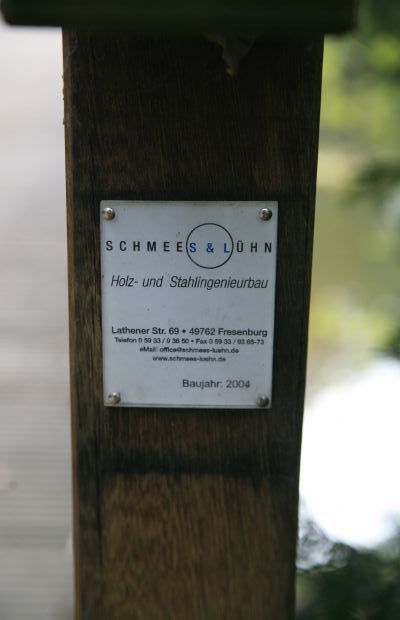 SCHMEES & LÜHN
Holz- und Stahlingenieurbau
Lathener Str. 69 • 49762 Fresenburg
Telefon 0 59 33 / 9 36 50 • Fax 0 59 33 / 93 65-73
eMail: office@schmees-luehn.de
www.schmees-luehn.de
Baujahr: 2004